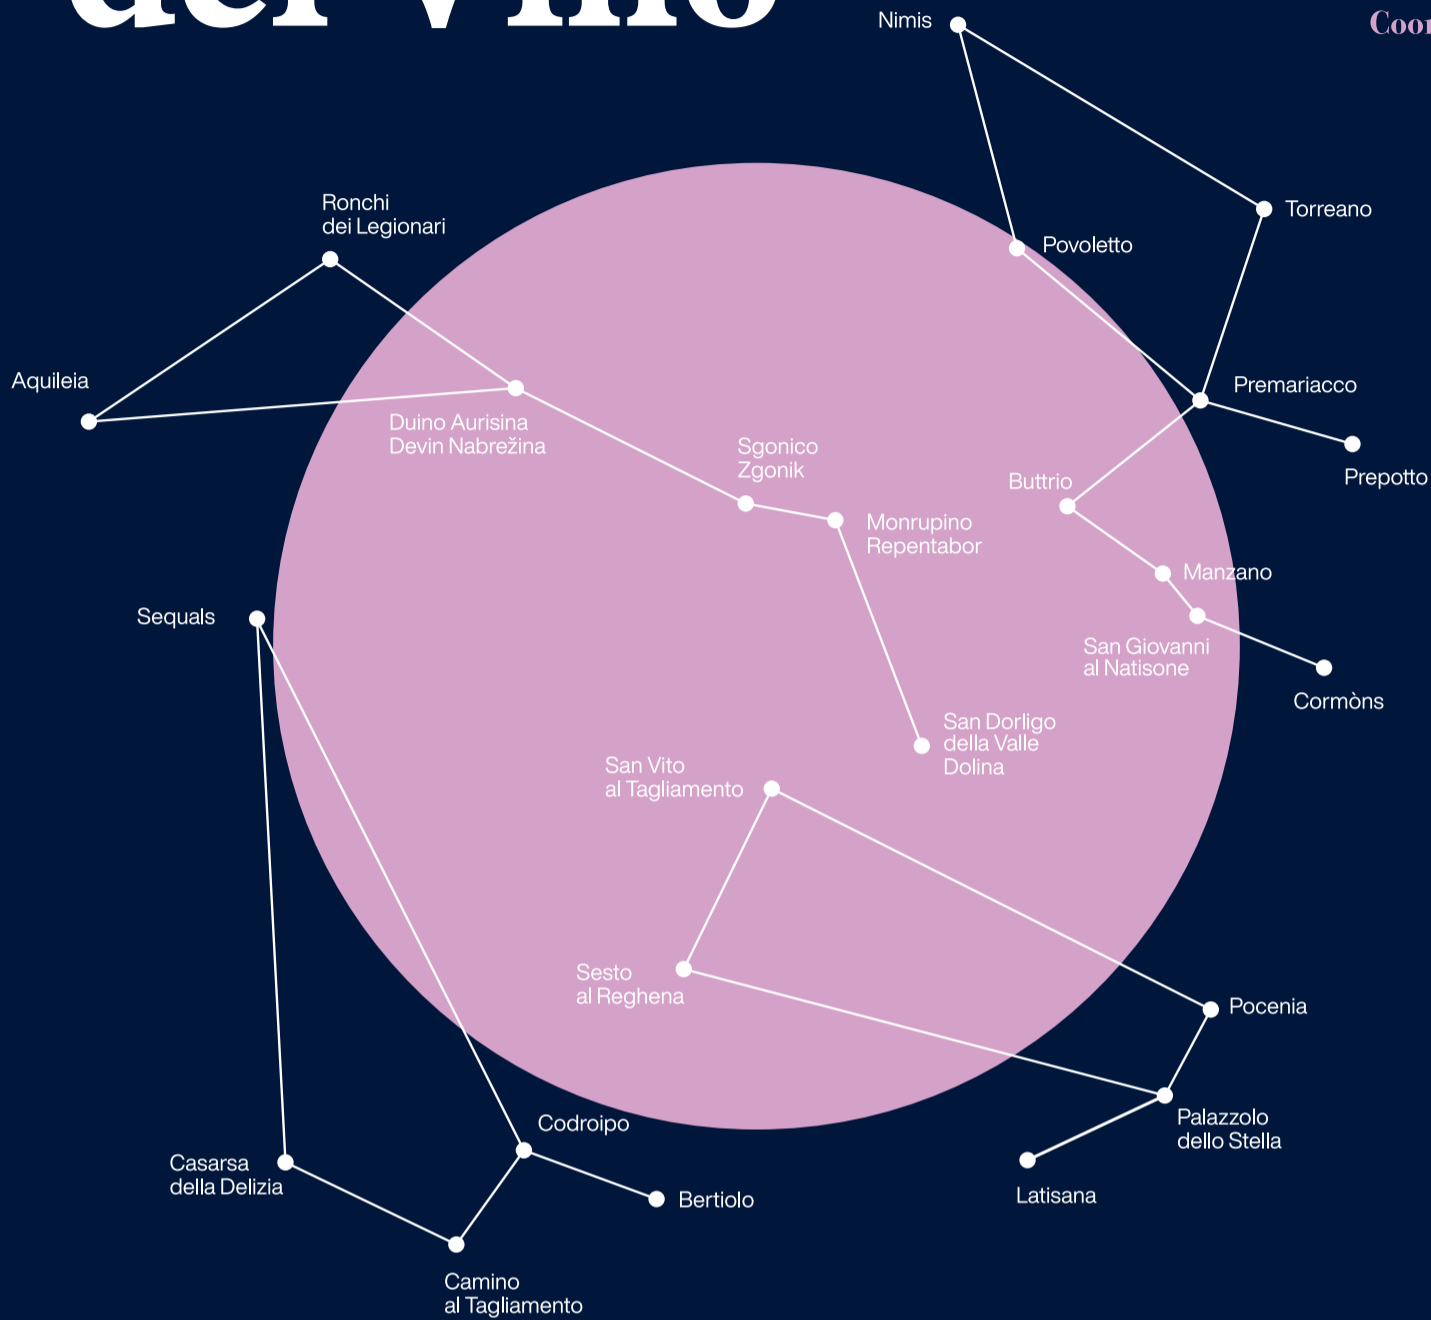 del Vino
Nimis
Ronchi
dei Legionari
Torreano
Povoletto
Aquileia
Premariacco
Duino Aurisina
Devin Nabrežina
Sgonico
Zgonik
Prepotto
Buttrio
Monrupino
Repentabor
Manzano
Sequals
San Giovanni
al Natisone
Cormòns
San Dorligo
della Valle
Dolina
San Vito
al Tagliamento
Sesto
al Reghena
Pocenia
Palazzolo
dello Stella
Codroipo
Casarsa
della Delizia
Bertiolo
Latisana
Camino
al Tagliamento